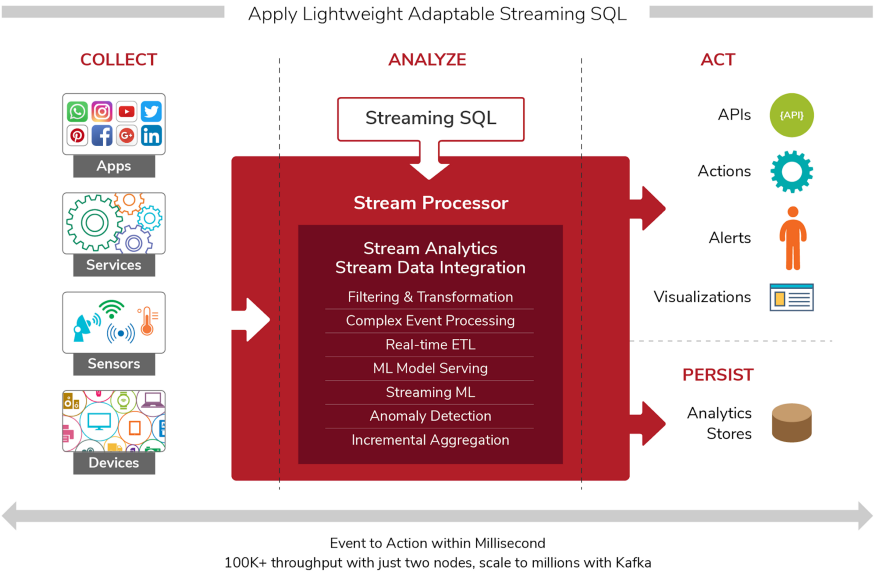 Apply Lightweight Adaptable Streaming SQL
COLLECT
Apps
Services
Sensors
Devices
ANALYZE
Streaming SQL
Stream Processor
Stream Analytics
Stream Data Integration
Filtering & Transformation
Complex Event Processing
Real-time ETL
ML Model Serving
Streaming ML
Anomaly Detection
Incremental Aggregation
ACT
APIs
{API}
Actions
Alerts
Visualizations
PERSIST
Analytics
Stores
Event to Action within Millisecond
100K+ throughput with just two nodes, scale to millions with Kafka